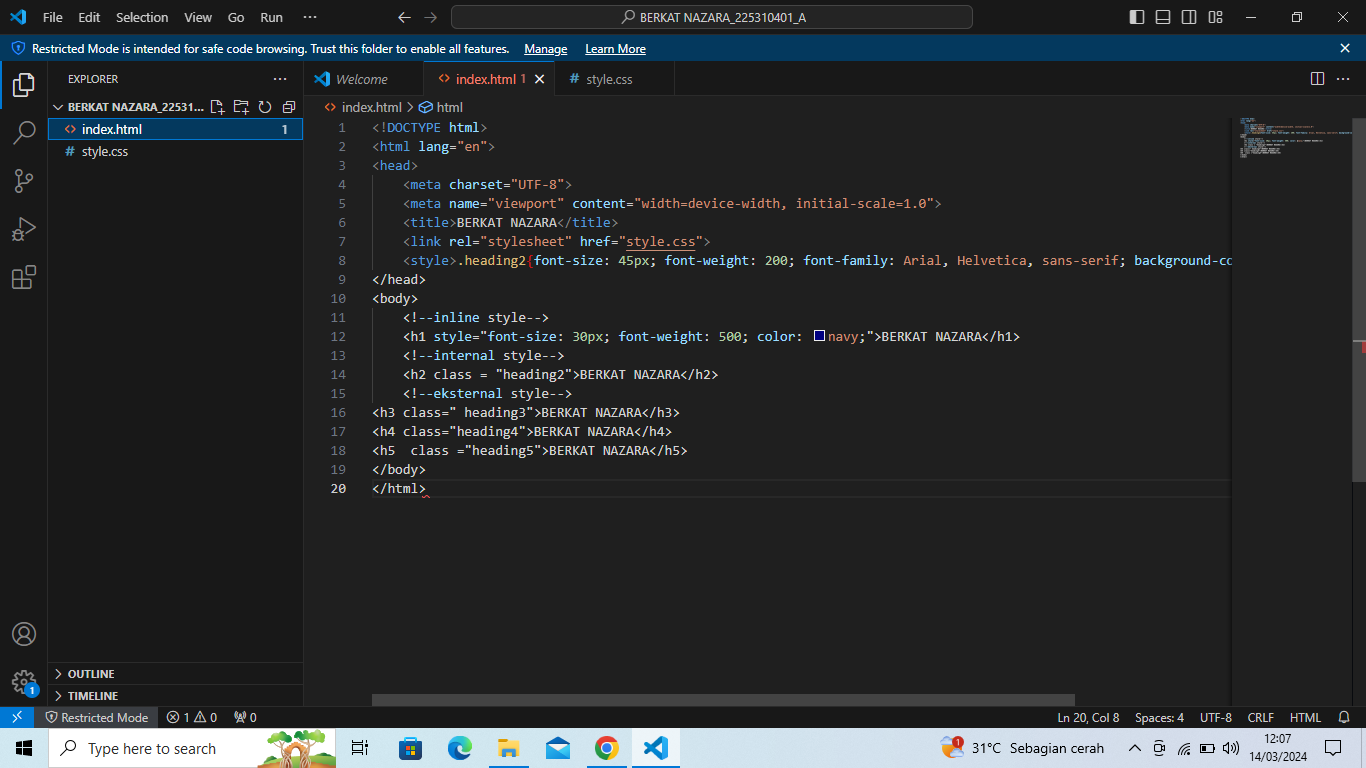 File Edit Selection View Go Run ··· BERKAT NAZARA_225310401_A
Restricted Mode is intended for safe code browsing. Trust this folder to enable all features. Manage Learn More
EXPLORER ···
BERKAT NAZARA_22531...
index.html 1
style.css
OUTLINE
TIMELINE
Welcome index.html 1 style.css
index.html > html
1 <!DOCTYPE html>
2 <html lang="en">
3 <head>
4 <meta charset="UTF-8">
5 <meta name="viewport" content="width=device-width, initial-scale=1.0">
6 <title>BERKAT NAZARA</title>
7 <link rel="stylesheet" href="style.css">
8 <style>.heading2{font-size: 45px; font-weight: 200; font-family: Arial, Helvetica, sans-serif; background-co
9 </head>
10 <body>
11 <!--inline style-->
12 <h1 style="font-size: 30px; font-weight: 500; color: navy;">BERKAT NAZARA</h1>
13 <!--internal style-->
14 <h2 class = "heading2">BERKAT NAZARA</h2>
15 <!--eksternal style-->
16 <h3 class=" heading3">BERKAT NAZARA</h3>
17 <h4 class="heading4">BERKAT NAZARA</h4>
18 <h5  class ="heading5">BERKAT NAZARA</h5>
19 </body>
20 </html>
1
Restricted Mode 1 0 0 Ln 20, Col 8 Spaces: 4 UTF-8 CRLF HTML
Type here to search 1 31°C Sebagian cerah 12:07
14/03/2024